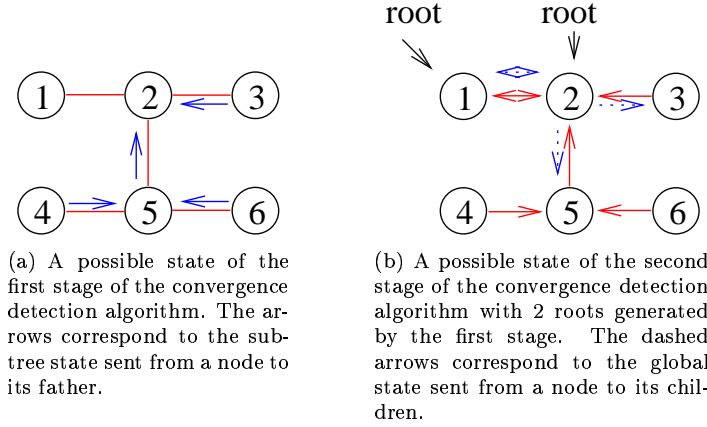 root root
1 2 3
4 5 6
1 2 3
4 5 6
(a) A possible state of the
first stage of the convergence
detection algorithm. The ar-
rows correspond to the sub-
tree state sent from a node to
its father.
(b) A possible state of the second
stage of the convergence detection
algorithm with 2 roots generated
by the first stage. The dashed
arrows correspond to the global
state sent from a node to its chil-
dren.